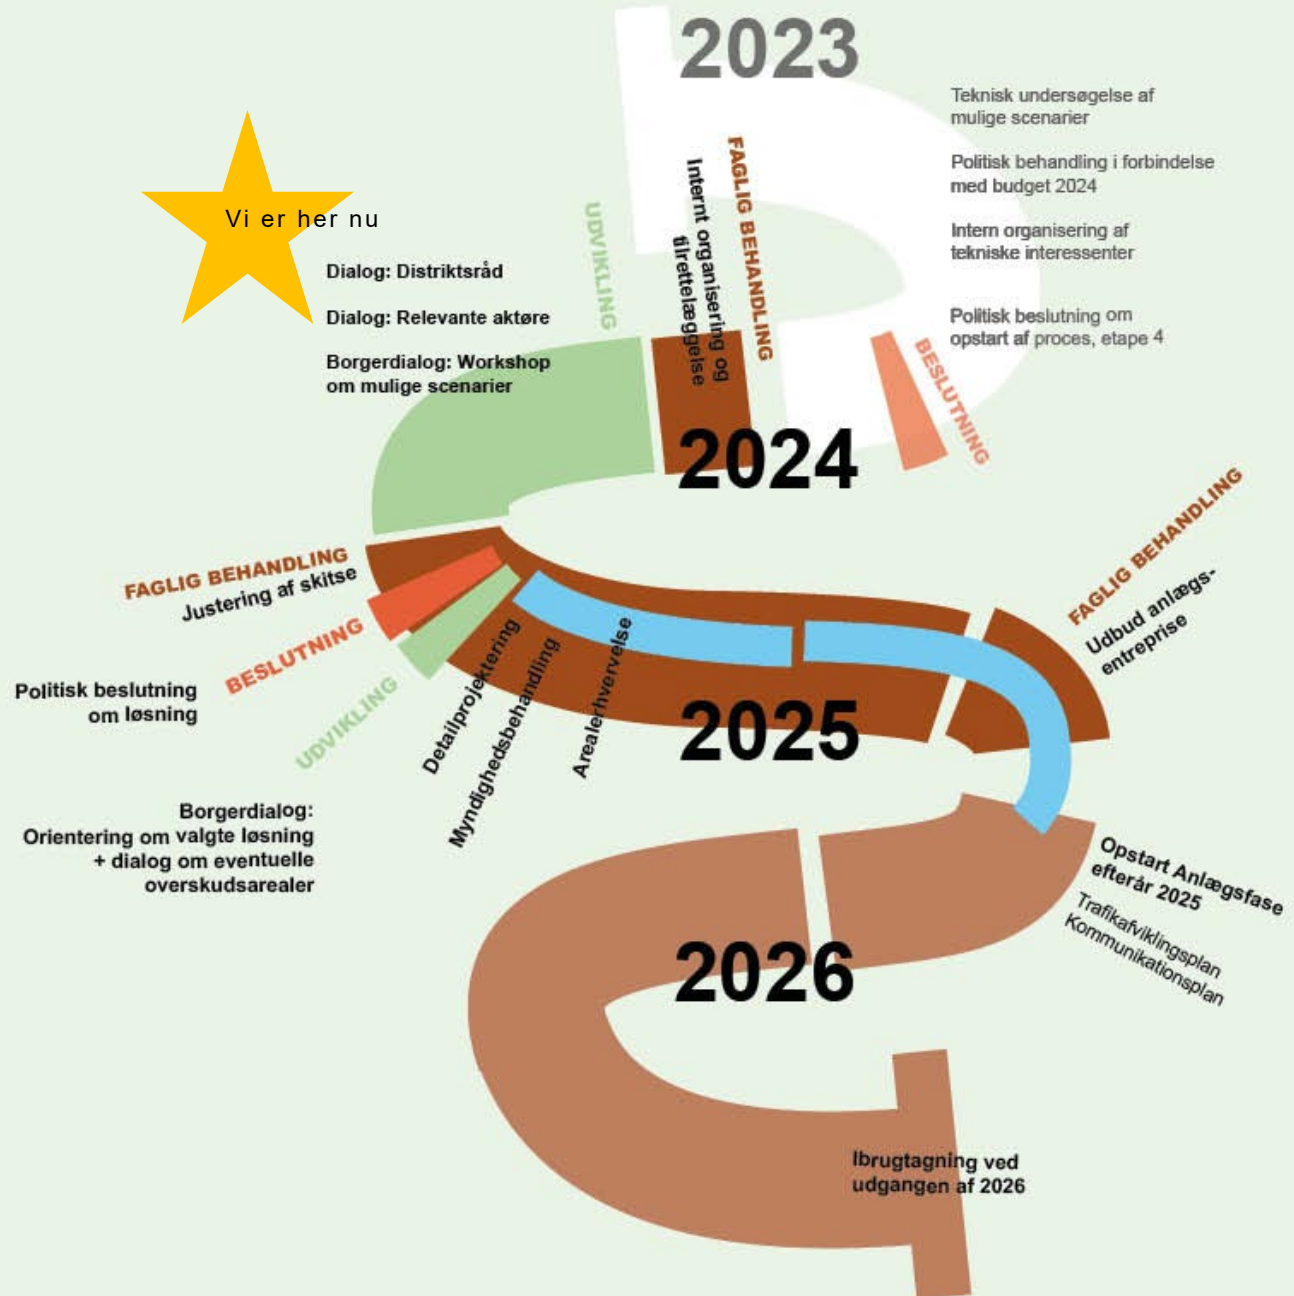 2023
Teknisk undersøgelse af
mulige scenarier
Politisk behandling i forbindelse
med budget 2024
Intern organisering af
tekniske interessenter
Politisk beslutning om
opstart af proces, etape 4
BESLUTNING
FAGLIG BEHANDLING
Internt organisering og
tilrettelæggelse
2024
UDVIKLING
Vi er her nu
Dialog: Distriktsråd
Dialog: Relevante aktøre
Borgerdialog: Workshop
om mulige scenarier
FAGLIG BEHANDLING
Justering af skitse
BESLUTNING
Politisk beslutning
om løsning
UDVIKLING
Borgerdialog:
Orientering om valgte løsning
+ dialog om eventuelle
overskudsarealer
Detailprojektering
Myndighedsbehandling
Arealerhvervelse
2025
FAGLIG BEHANDLING
Udbud anlægs-
entreprise
Opstart Anlægsfase
efterår 2025
Trafikafviklingsplan
Kommunikationsplan
2026
Ibrugtagning ved
udgangen af 2026